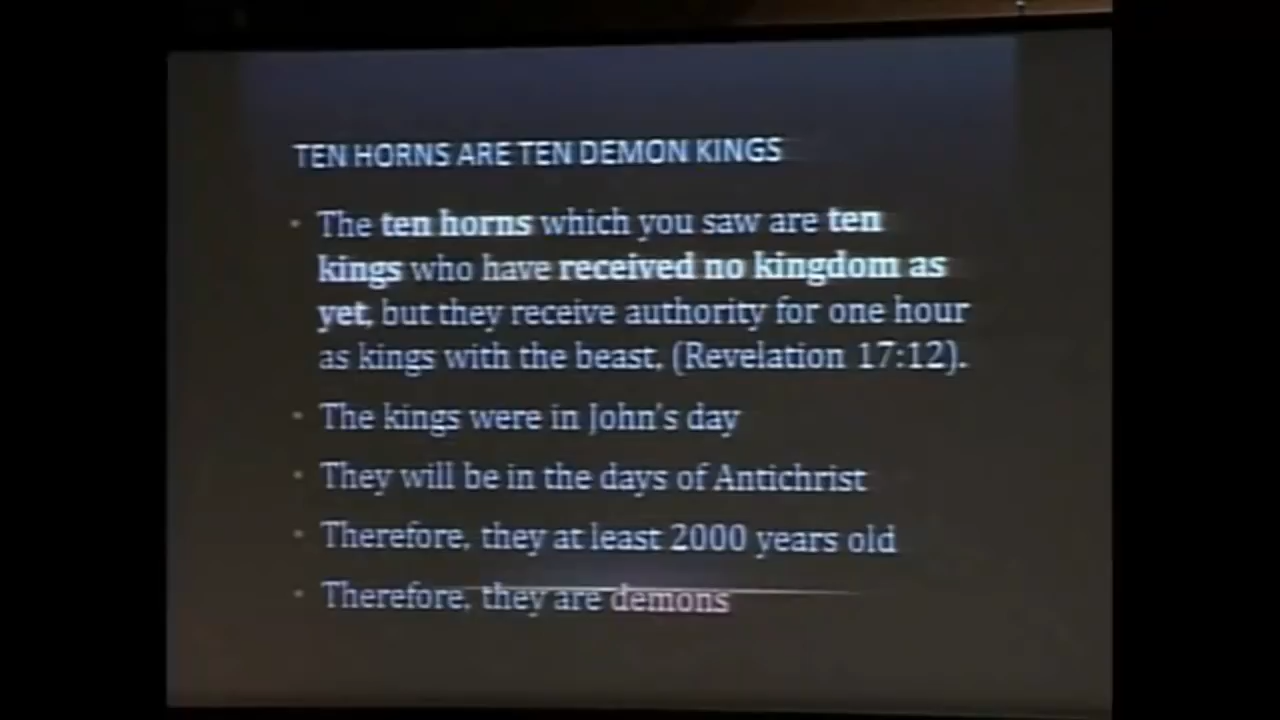 TEN HORNS ARE TEN DEMON KINGS
The ten horns which you saw are ten
kings who have received no kingdom as
yet, but they receive authority for one hour
as kings with the beast, (Revelation 17:12).
The kings were in John's day
They will be in the days of Antichrist
Therefore, they at least 2000 years old
Therefore, they are demons